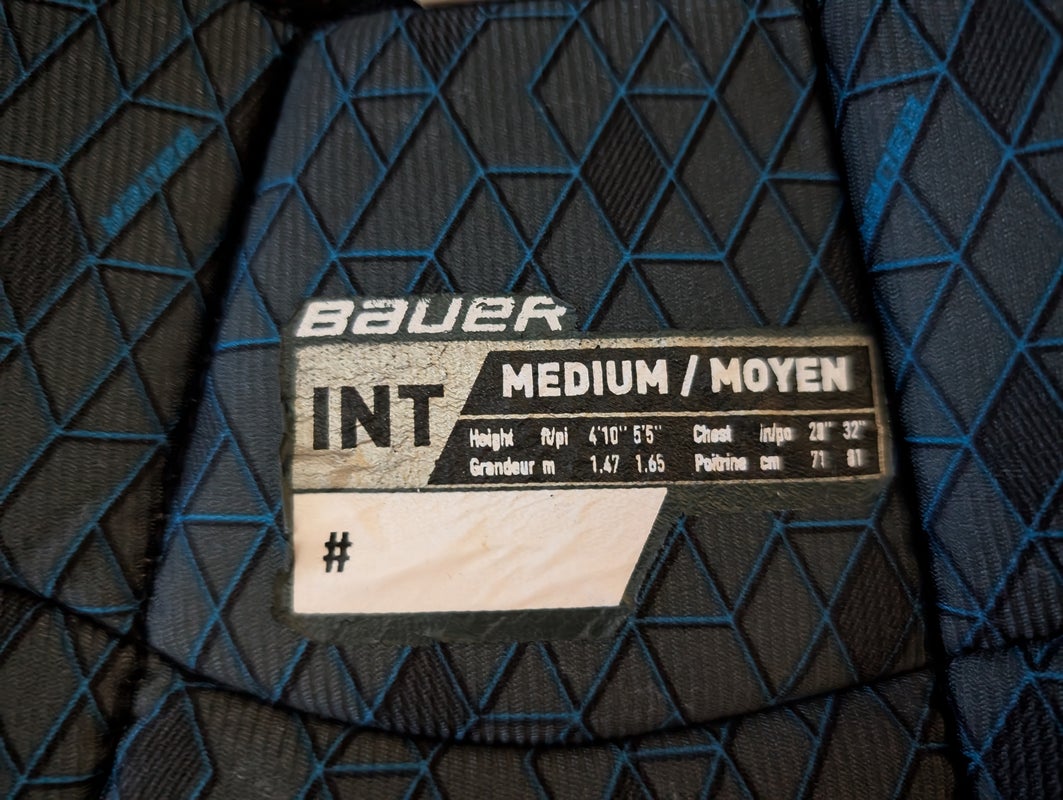 BAUER
INT
MEDIUM / MOYEN
Height ft/pi 4'10" 5'5" Chest in/po 28" 32"
Grandeur m 1.47 1.65 Poitrine cm 71 81
#